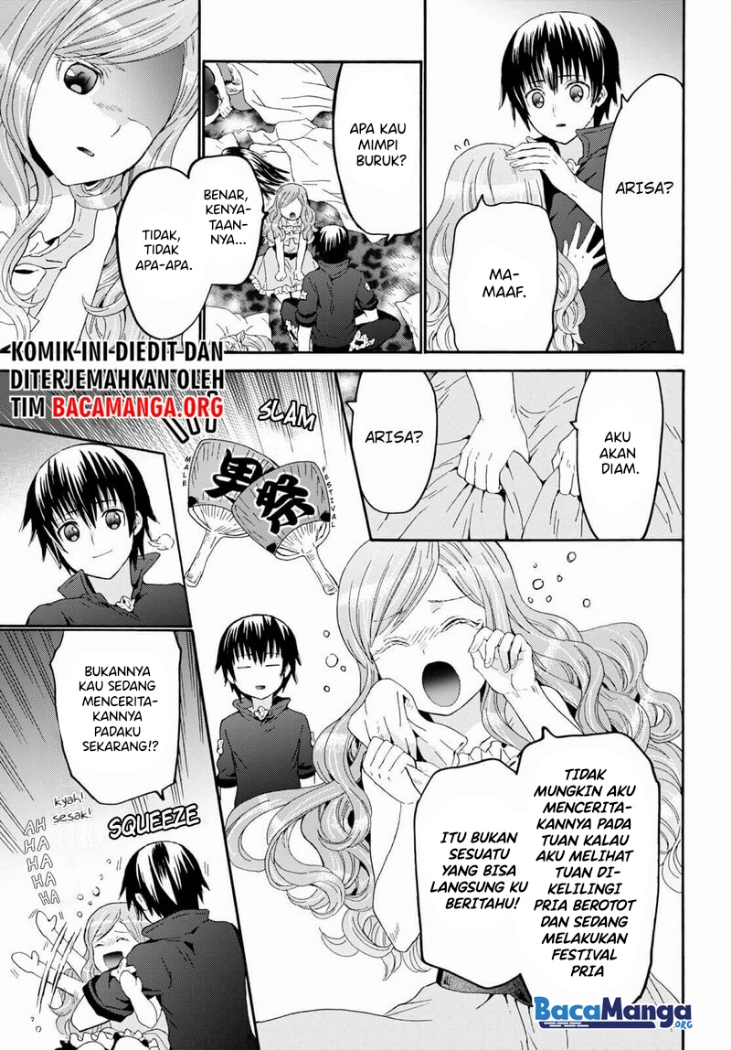 ARISA?
MA-
MAAF.
APA KAU
MIMPI
BURUK?
BENAR,
KENYA-
TAAN-
NYA...
TIDAK,
TIDAK
APA-APA.
KOMIK INI DIEDIT DAN
DITERJEMAHKAN OLEH
TIM BACAMANGA.ORG
AKU
AKAN
DIAM.
ARISA?
SLAM
男祭
MALE
FESTIVAL
TIDAK
MUNGKIN AKU
MENCERITA-
KANNYA PADA
TUAN KALAU
AKU MELIHAT
TUAN DI-
KELILINGI
PRIA BEROTOT
DAN SEDANG
MELAKUKAN
FESTIVAL
PRIA
ITU BUKAN
SESUATU
YANG BISA
LANGSUNG KU
BERITAHU!
BUKANNYA
KAU SEDANG
MENCERITA-
KANNYA
PADAKU
SEKARANG!?
SQUEEZE
kyah!
sesak!
AH
HA
HA
HA
HA
BacaManga
.ORG